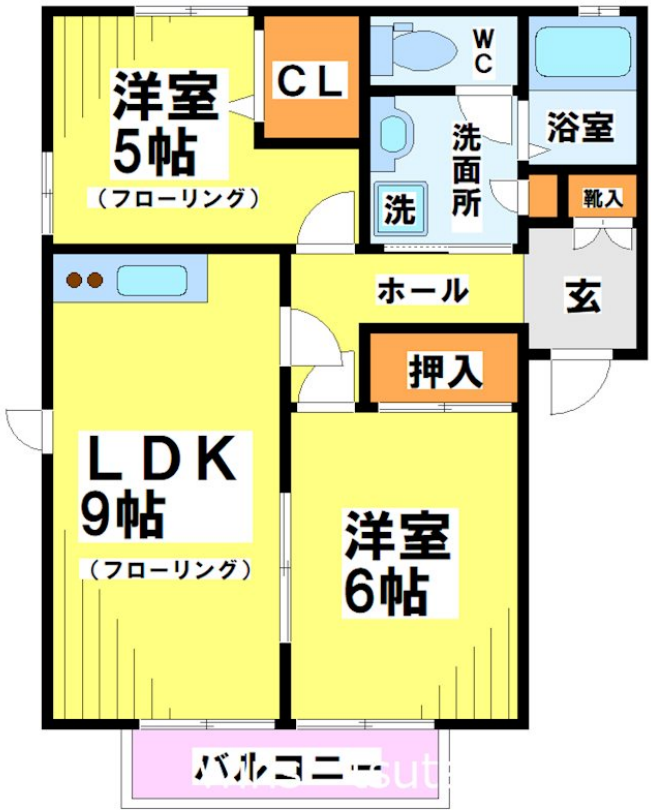 洋室
5帖
（フローリング）
CL
WC
浴室
洗面所
洗
靴入
ホール
玄
押入
LDK
9帖
（フローリング）
洋室
6帖
バルコニー